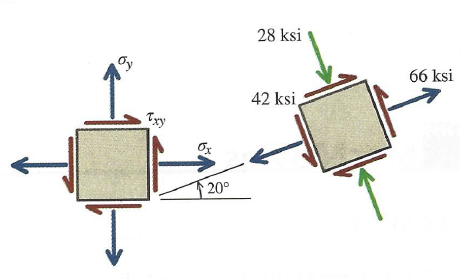 28 ksi
66 ksi
42 ksi
σy
τxy
σx
20°